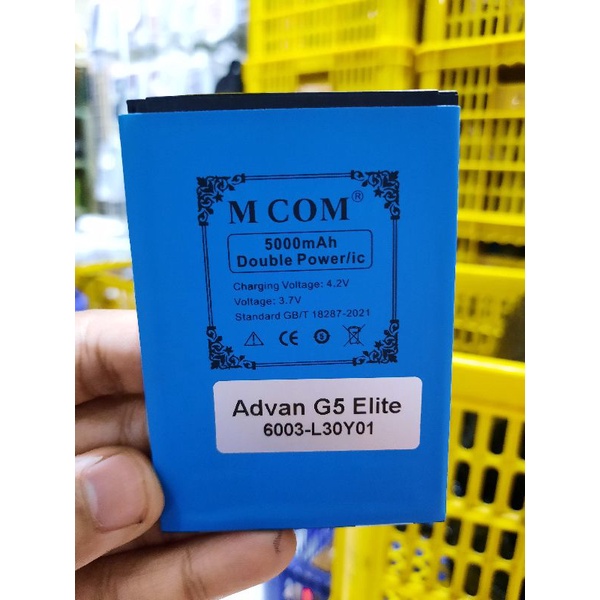 M COM®
5000mAh
Double Power/ic
Charging Voltage: 4.2V
Voltage: 3.7V
Standard GB/T 18287-2021
CE
Advan G5 Elite
6003-L30Y01